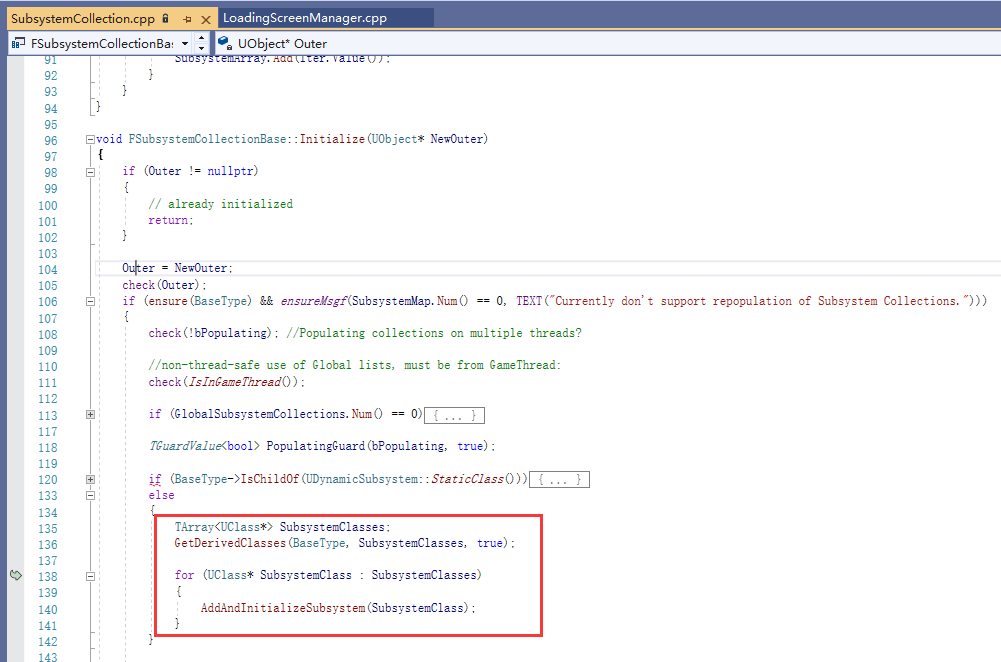 SubsystemCollection.cpp
LoadingScreenManager.cpp
FSubsystemCollectionBa:
UObject* Outer
91 SubsystemArray.Add(Iter.Value());
92 }
93 }
94 }
95
96 void FSubsystemCollectionBase::Initialize(UObject* NewOuter)
97 {
98 if (Outer != nullptr)
99 {
100 // already initialized
101 return;
102 }
103
104 Outer = NewOuter;
105 check(Outer);
106 if (ensure(BaseType) && ensureMsgf(SubsystemMap.Num() == 0, TEXT("Currently don't support repopulation of Subsystem Collections.")))
107 {
108 check(!bPopulating); //Populating collections on multiple threads?
109
110 //non-thread-safe use of Global lists, must be from GameThread:
111 check(IsInGameThread());
112
113 if (GlobalSubsystemCollections.Num() == 0) { ... }
117
118 TGuardValue<bool> PopulatingGuard(bPopulating, true);
119
120 if (BaseType->IsChildOf(UDynamicSubsystem::StaticClass())) { ... }
133 else
134 {
135 TArray<UClass*> SubsystemClasses;
136 GetDerivedClasses(BaseType, SubsystemClasses, true);
137
138 for (UClass* SubsystemClass : SubsystemClasses)
139 {
140 AddAndInitializeSubsystem(SubsystemClass);
141 }
142 }
143